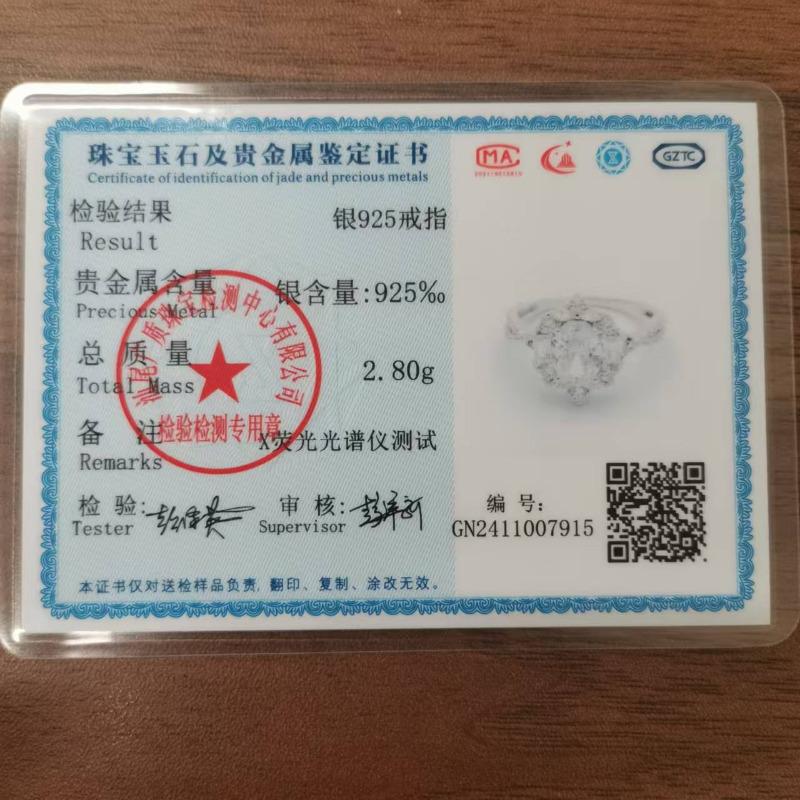 珠宝玉石及贵金属鉴定证书
Certificate of identification of jade and precious metals
MA
GZTC
检验结果 银925戒指
Result
贵金属含量 银含量:925‰
Precious Metal
总质量
Total Mass 2.80g
备注 X荧光光谱仪测试
Remarks
检验:
Tester
审核:
Supervisor
编号:
GN2411007915
检验检测专用章
本证书仅对送检样品负责,翻印、复制、涂改无效。